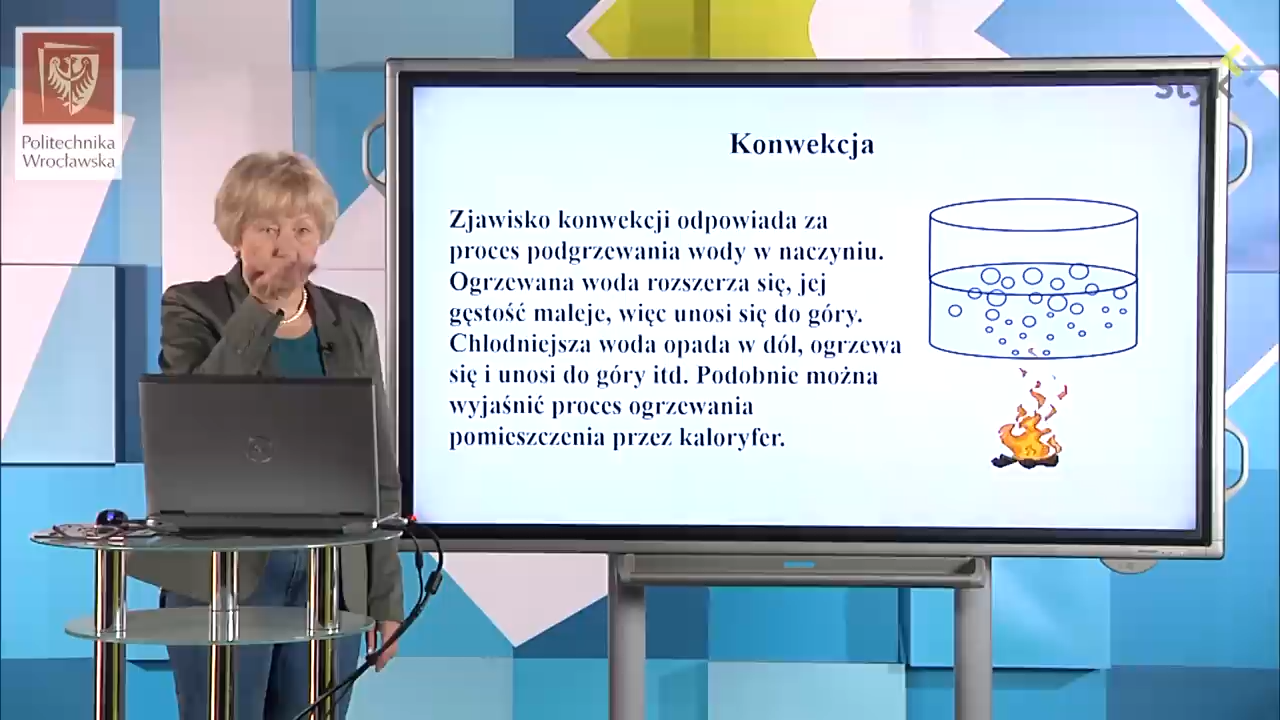 Politechnika
Wrocławska
Styk
Konwekcja
Zjawisko konwekcji odpowiada za
proces podgrzewania wody w naczyniu.
Ogrzewana woda rozszerza się, jej
gęstość maleje, więc unosi się do góry.
Chłodniejsza woda opada w dół, ogrzewa
się i unosi do góry itd. Podobnie można
wyjaśnić proces ogrzewania
pomieszczenia przez kaloryfer.